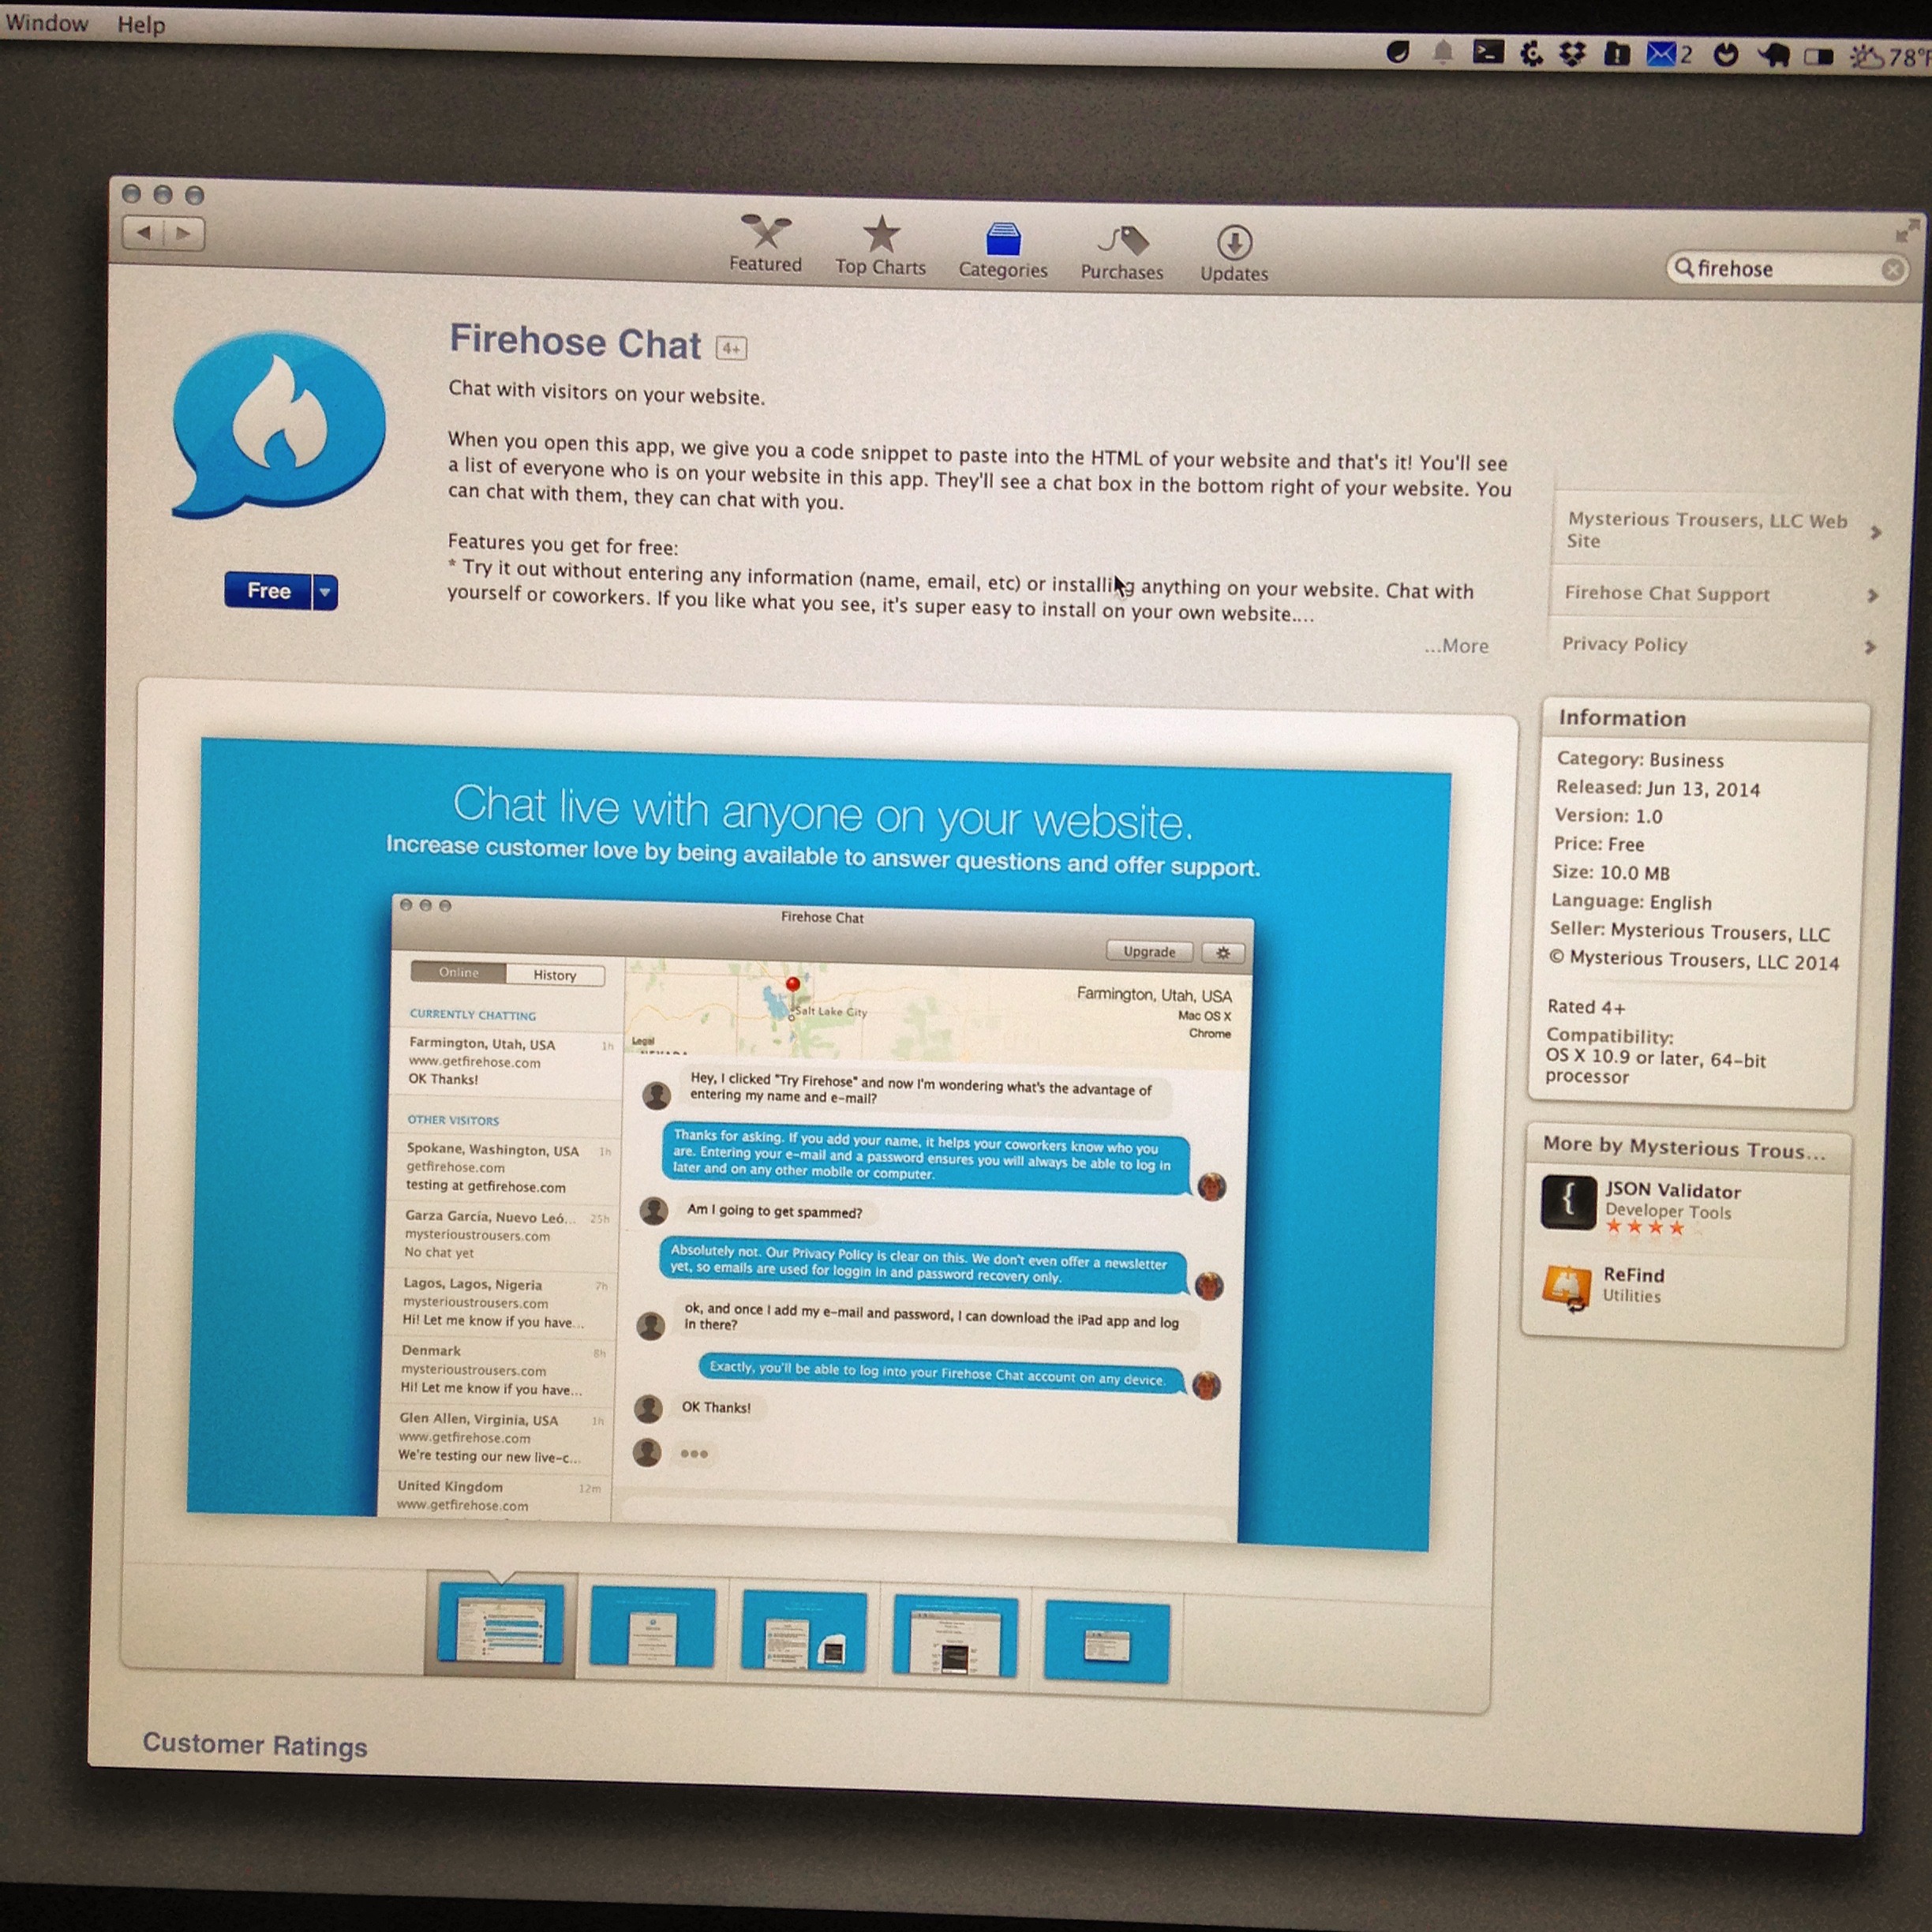 Window Help
2 78°F
Featured Top Charts Categories Purchases Updates
firehose
Firehose Chat 4+
Chat with visitors on your website.
When you open this app, we give you a code snippet to paste into the HTML of your website and that's it! You'll see
a list of everyone who is on your website in this app. They'll see a chat box in the bottom right of your website. You
can chat with them, they can chat with you.
Features you get for free:
* Try it out without entering any information (name, email, etc) or installing anything on your website. Chat with
yourself or coworkers. If you like what you see, it's super easy to install on your own website....
...More
Free
Mysterious Trousers, LLC Web
Site
Firehose Chat Support
Privacy Policy
Chat live with anyone on your website.
Increase customer love by being available to answer questions and offer support.
Firehose Chat
Upgrade
Online History
CURRENTLY CHATTING
Farmington, Utah, USA 1h
www.getfirehose.com
OK Thanks!
OTHER VISITORS
Spokane, Washington, USA 1h
getfirehose.com
testing at getfirehose.com
Garza García, Nuevo Leó... 25h
mysterioustrousers.com
No chat yet
Lagos, Lagos, Nigeria 7h
mysterioustrousers.com
Hi! Let me know if you have...
Denmark 8h
mysterioustrousers.com
Hi! Let me know if you have...
Glen Allen, Virginia, USA 1h
www.getfirehose.com
We're testing our new live-c...
United Kingdom 12m
www.getfirehose.com
Salt Lake City
Legal
Farmington, Utah, USA
Mac OS X
Chrome
Hey, I clicked "Try Firehose" and now I'm wondering what's the advantage of
entering my name and e-mail?
Thanks for asking. If you add your name, it helps your coworkers know who you
are. Entering your e-mail and a password ensures you will always be able to log in
later and on any other mobile or computer.
Am I going to get spammed?
Absolutely not. Our Privacy Policy is clear on this. We don't even offer a newsletter
yet, so emails are used for loggin in and password recovery only.
ok, and once I add my e-mail and password, I can download the iPad app and log
in there?
Exactly, you'll be able to log into your Firehose Chat account on any device.
OK Thanks!
Information
Category: Business
Released: Jun 13, 2014
Version: 1.0
Price: Free
Size: 10.0 MB
Language: English
Seller: Mysterious Trousers, LLC
© Mysterious Trousers, LLC 2014
Rated 4+
Compatibility:
OS X 10.9 or later, 64-bit
processor
More by Mysterious Trous...
JSON Validator
Developer Tools
ReFind
Utilities
Customer Ratings